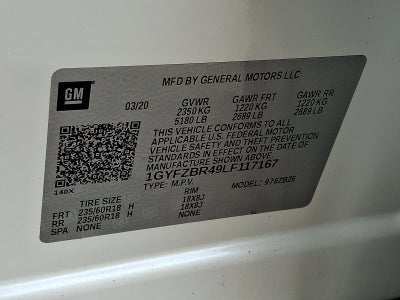 GM
MFD BY GENERAL MOTORS LLC
03/20 GVWR GAWR FRT GAWR RR
2350 KG 1220 KG 1220 KG
5180 LB 2689 LB 2689 LB
THIS VEHICLE CONFORMS TO ALL
APPLICABLE U.S. FEDERAL MOTOR
VEHICLE SAFETY AND THEFT PREVENTION
STANDARDS IN EFFECT ON THE DATE OF
MANUFACTURE SHOWN ABOVE.
1GYFZBR49LF117167
140X TYPE: M.P.V. MODEL: 976ZB26
TIRE SIZE RIM
FRT 235/60R18 H 18X8J
RR 235/60R18 H 18X8J
SPA NONE NONE